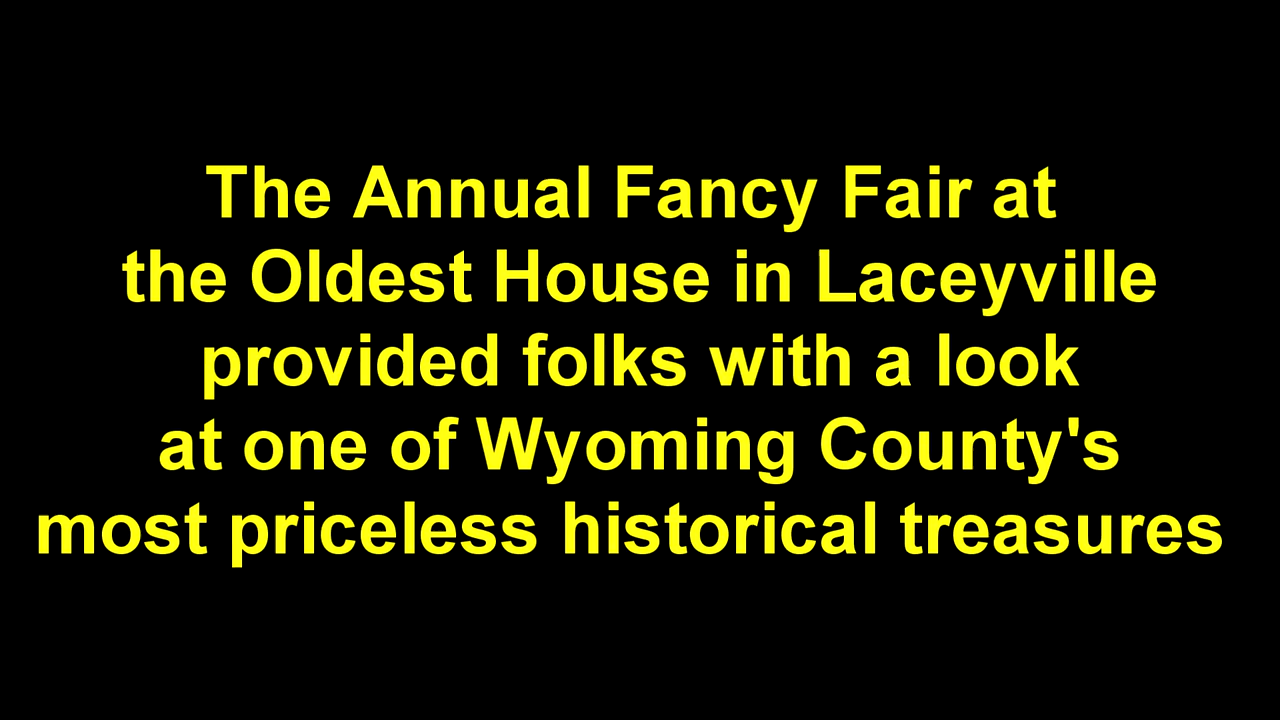 The Annual Fancy Fair at
the Oldest House in Laceyville
provided folks with a look
at one of Wyoming County's
most priceless historical treasures